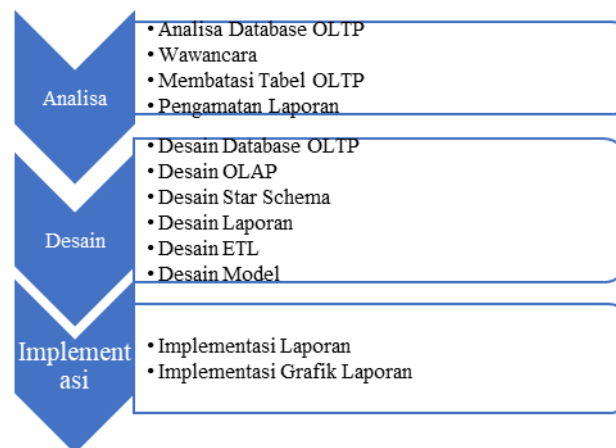 Analisa
• Analisa Database OLTP
• Wawancara
• Membatasi Tabel OLTP
• Pengamatan Laporan
Desain
• Desain Database OLTP
• Desain OLAP
• Desain Star Schema
• Desain Laporan
• Desain ETL
• Desain Model
Implement
asi
• Implementasi Laporan
• Implementasi Grafik Laporan